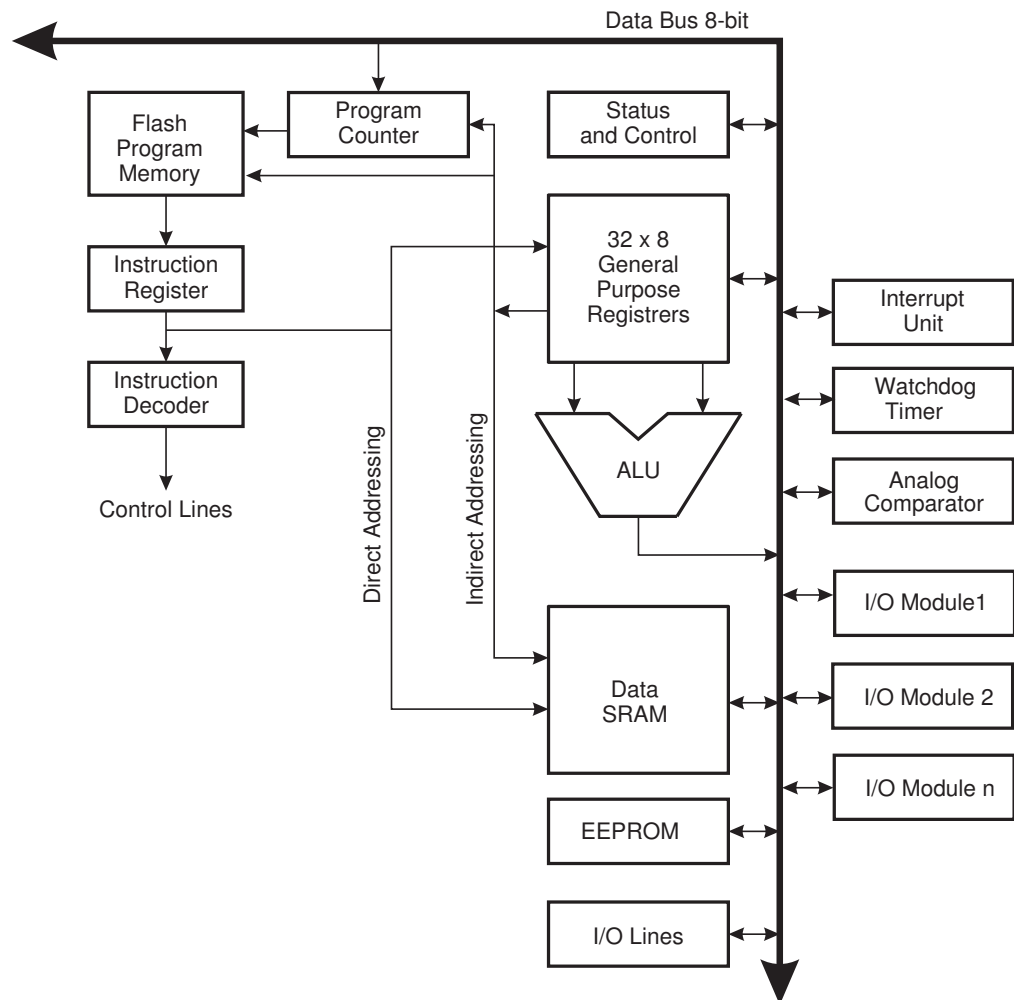 Data Bus 8-bit
Flash
Program
Memory
Program
Counter
Status
and Control
32 x 8
General
Purpose
Registrers
Instruction
Register
Instruction
Decoder
Control Lines
Direct Addressing
Indirect Addressing
ALU
Interrupt
Unit
Watchdog
Timer
Analog
Comparator
I/O Module1
Data
SRAM
I/O Module 2
I/O Module n
EEPROM
I/O Lines